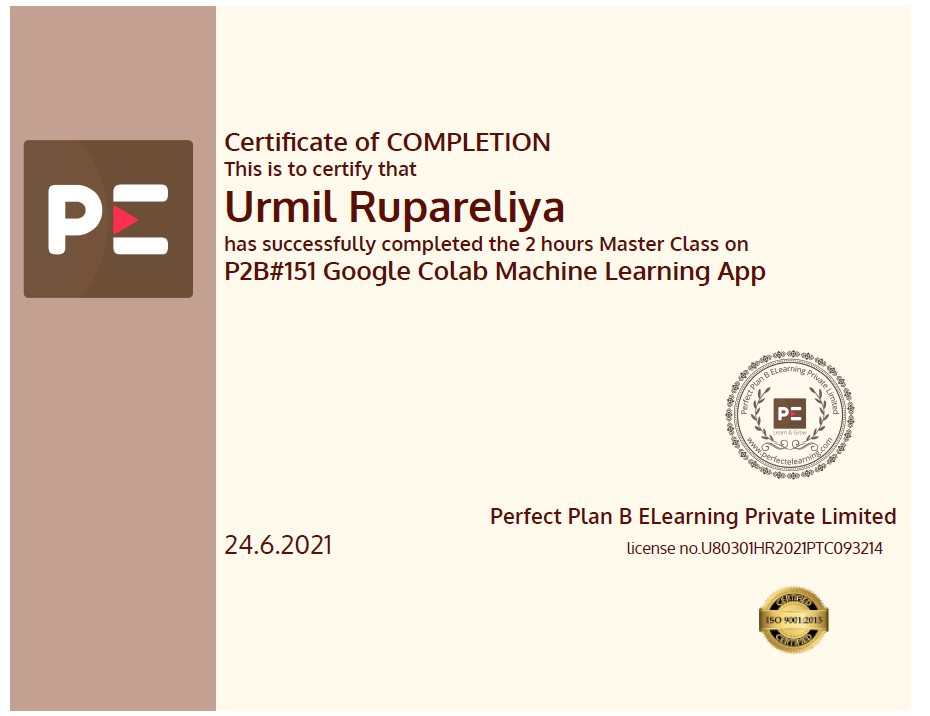 PE
Certificate of COMPLETION
This is to certify that
Urmil Rupareliya
has successfully completed the 2 hours Master Class on
P2B#151 Google Colab Machine Learning App
Perfect Plan B ELearning Private Limited
PE
Learn & Grow
www.perfectelearning.com
Perfect Plan B ELearning Private Limited
24.6.2021
license no.U80301HR2021PTC093214
CERTIFIED
ISO 9001:2015
CERTIFIED